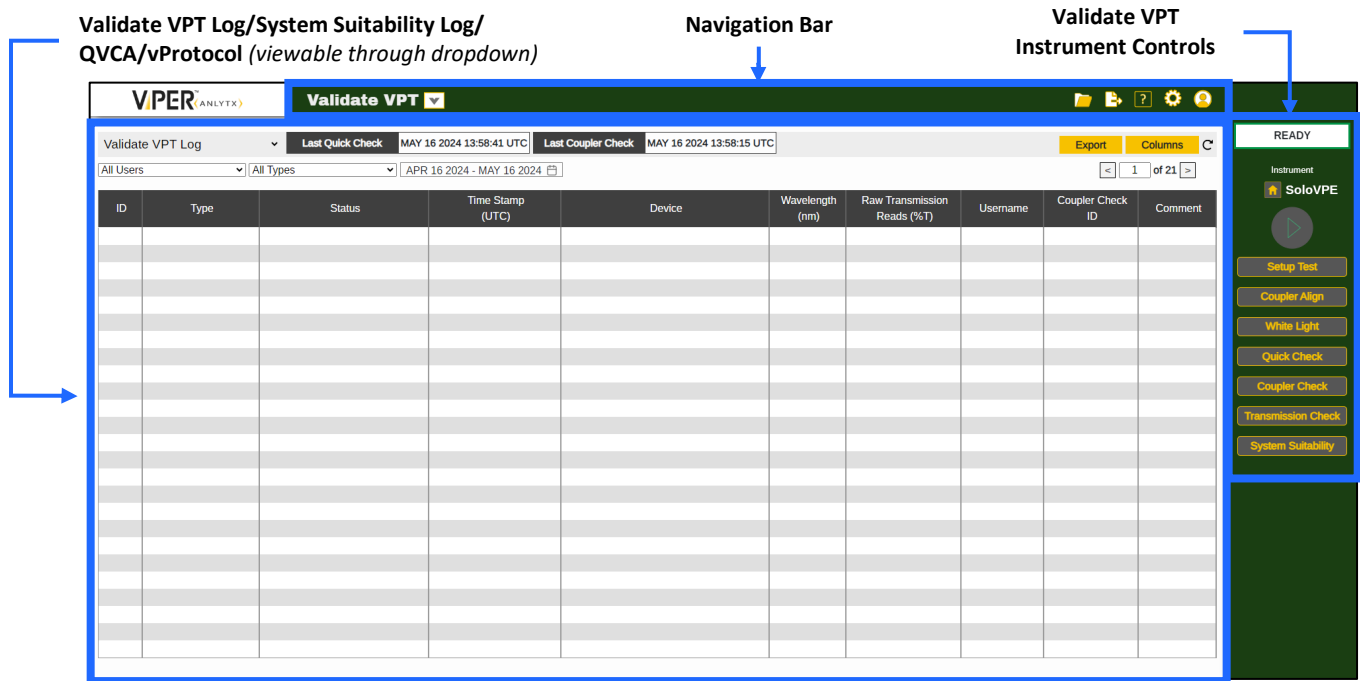 Validate VPT Log/System Suitability Log/
QVCA/vProtocol (viewable through dropdown)
Navigation Bar
Validate VPT
Instrument Controls
ViPER™ ANLYTX
Validate VPT
?
Validate VPT Log
Last Quick Check
MAY 16 2024 13:58:41 UTC
Last Coupler Check
MAY 16 2024 13:58:15 UTC
Export
Columns
All Users
All Types
APR 16 2024 - MAY 16 2024
< 1 of 21 >
ID
Type
Status
Time Stamp
(UTC)
Device
Wavelength
(nm)
Raw Transmission
Reads (%T)
Username
Coupler Check
ID
Comment
READY
Instrument
SoloVPE
Setup Test
Coupler Align
White Light
Quick Check
Coupler Check
Transmission Check
System Suitability